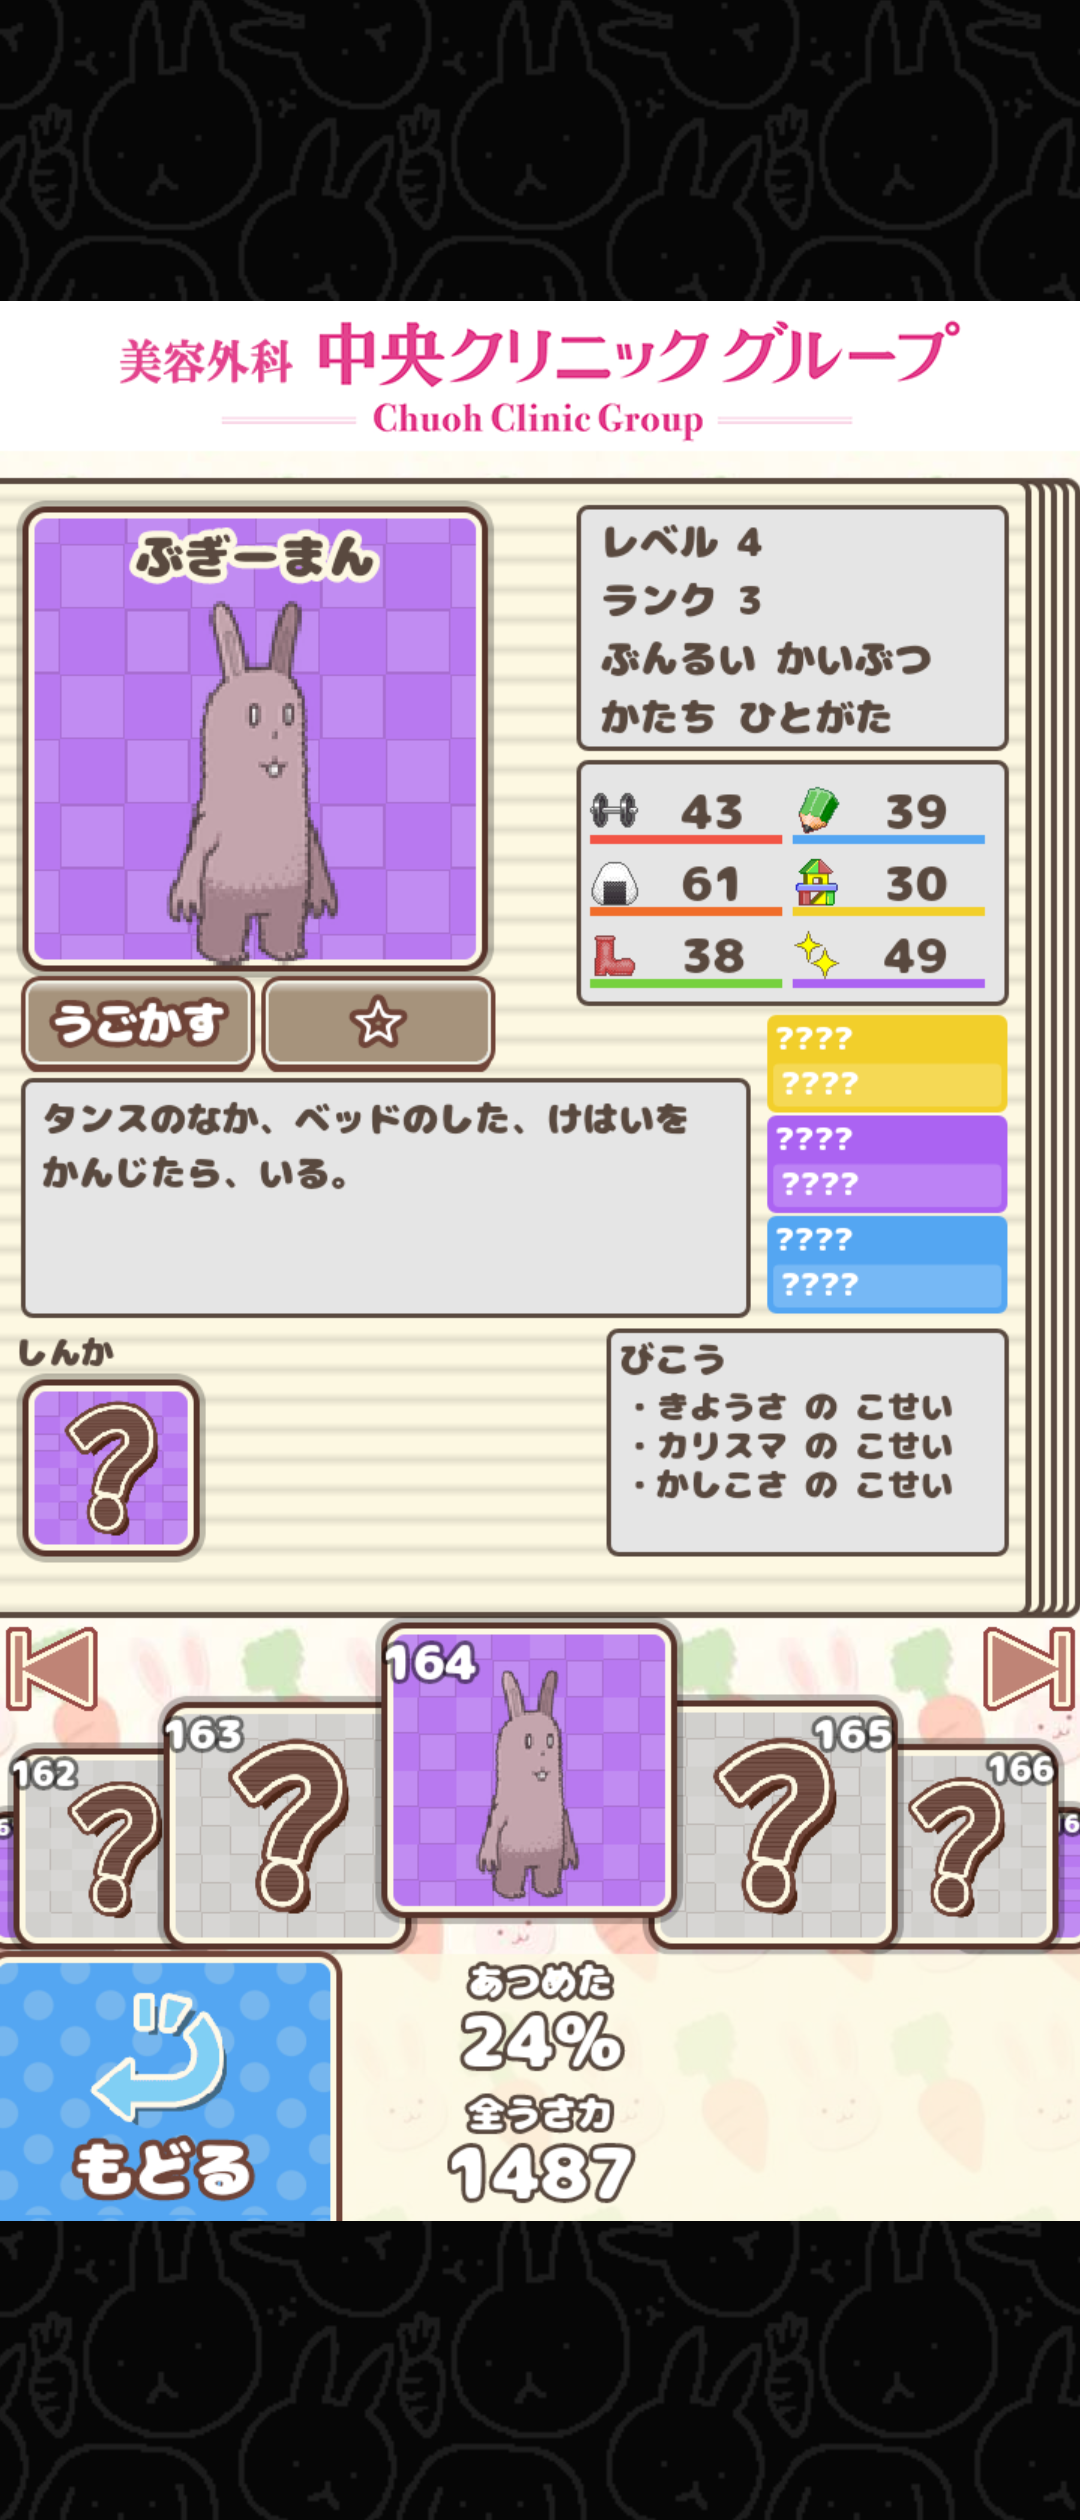 美容外科 中央クリニックグループ
Chuoh Clinic Group
ぶぎーまん
レベル 4
ランク 3
ぶんるい かいぶつ
かたち ひとがた
43 39
61 30
38 49
うごかす ☆
????
????
????
????
????
????
タンスのなか、ベッドのした、けはいを
かんじたら、いる。
しんか
?
びこう
・きようさ の こせい
・カリスマ の こせい
・かしこさ の こせい
162 ?
163 ?
164
165 ?
166 ?
もどる
あつめた
24%
全うさ力
1487